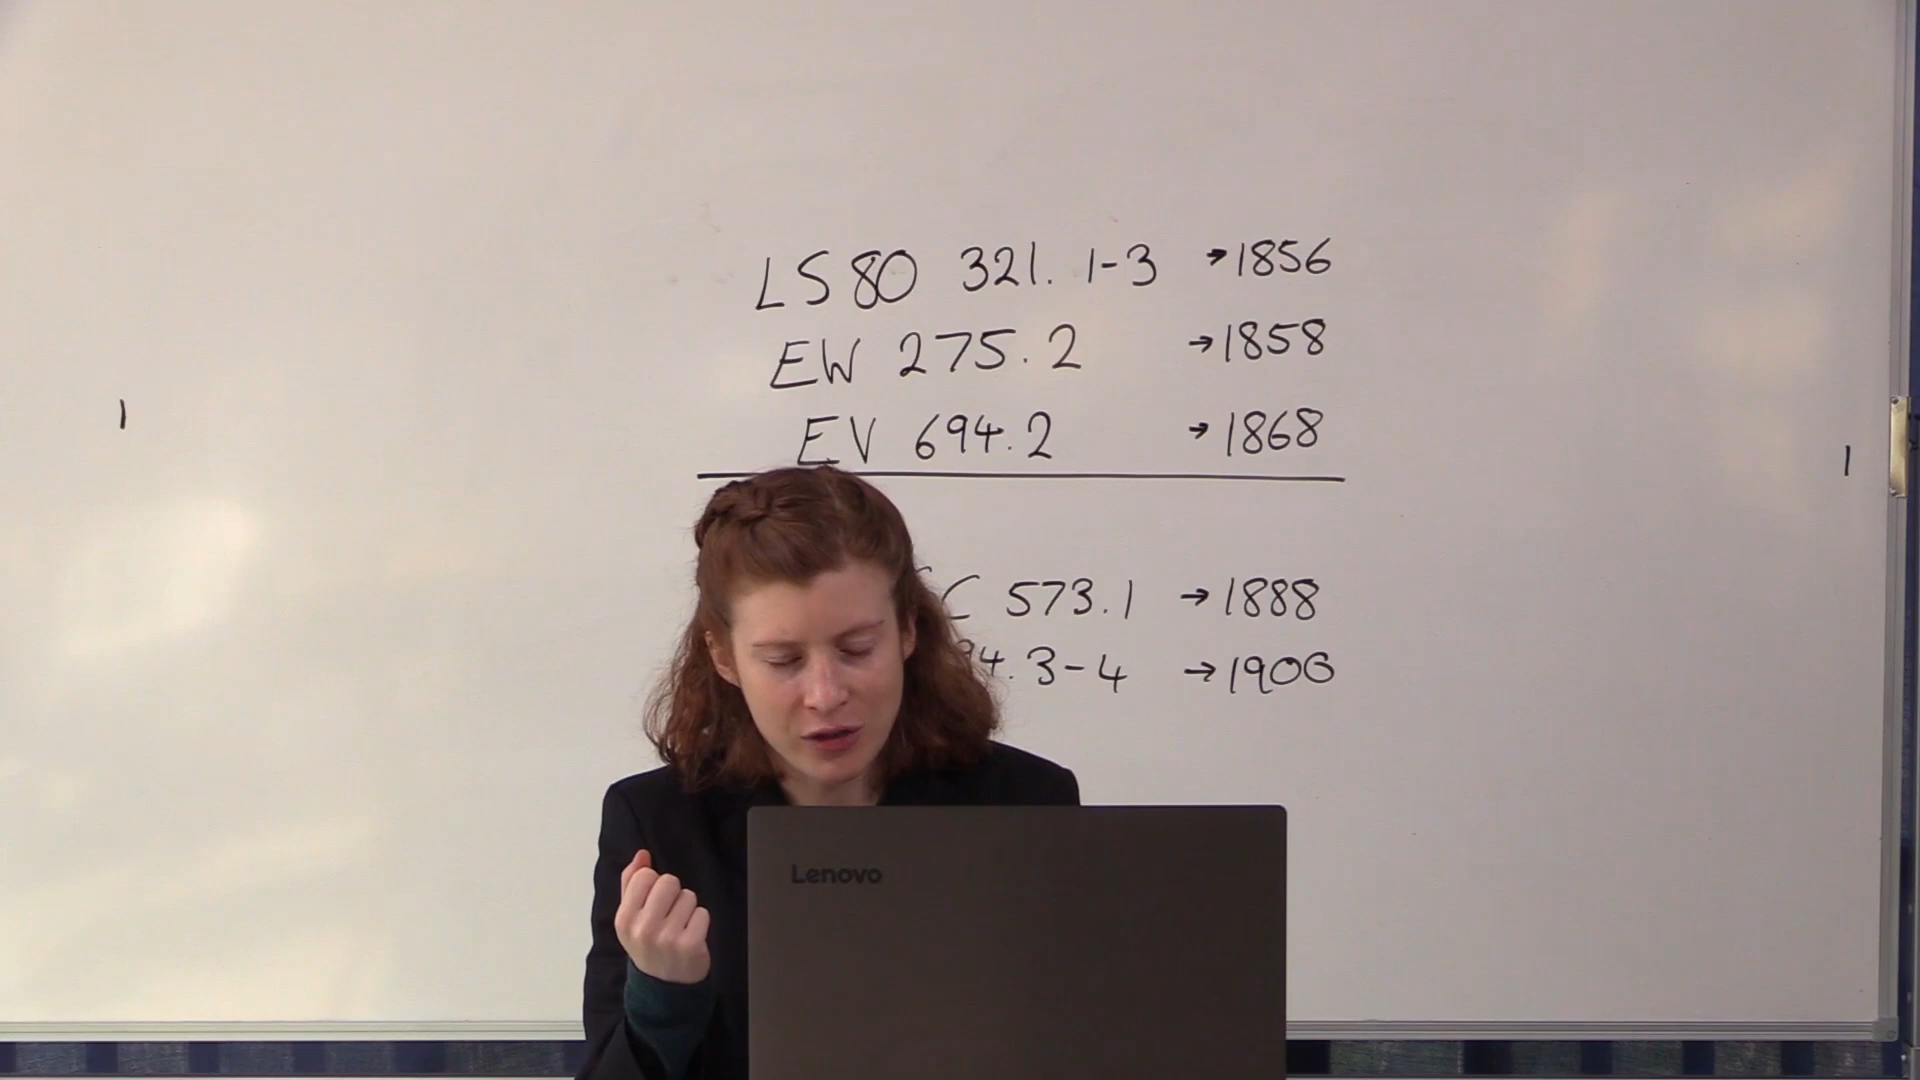 LS80 321. 1-3 →1856
EW 275.2 →1858
EV 694.2 →1868
C 573.1 →1888
4. 3-4 →1906
Lenovo